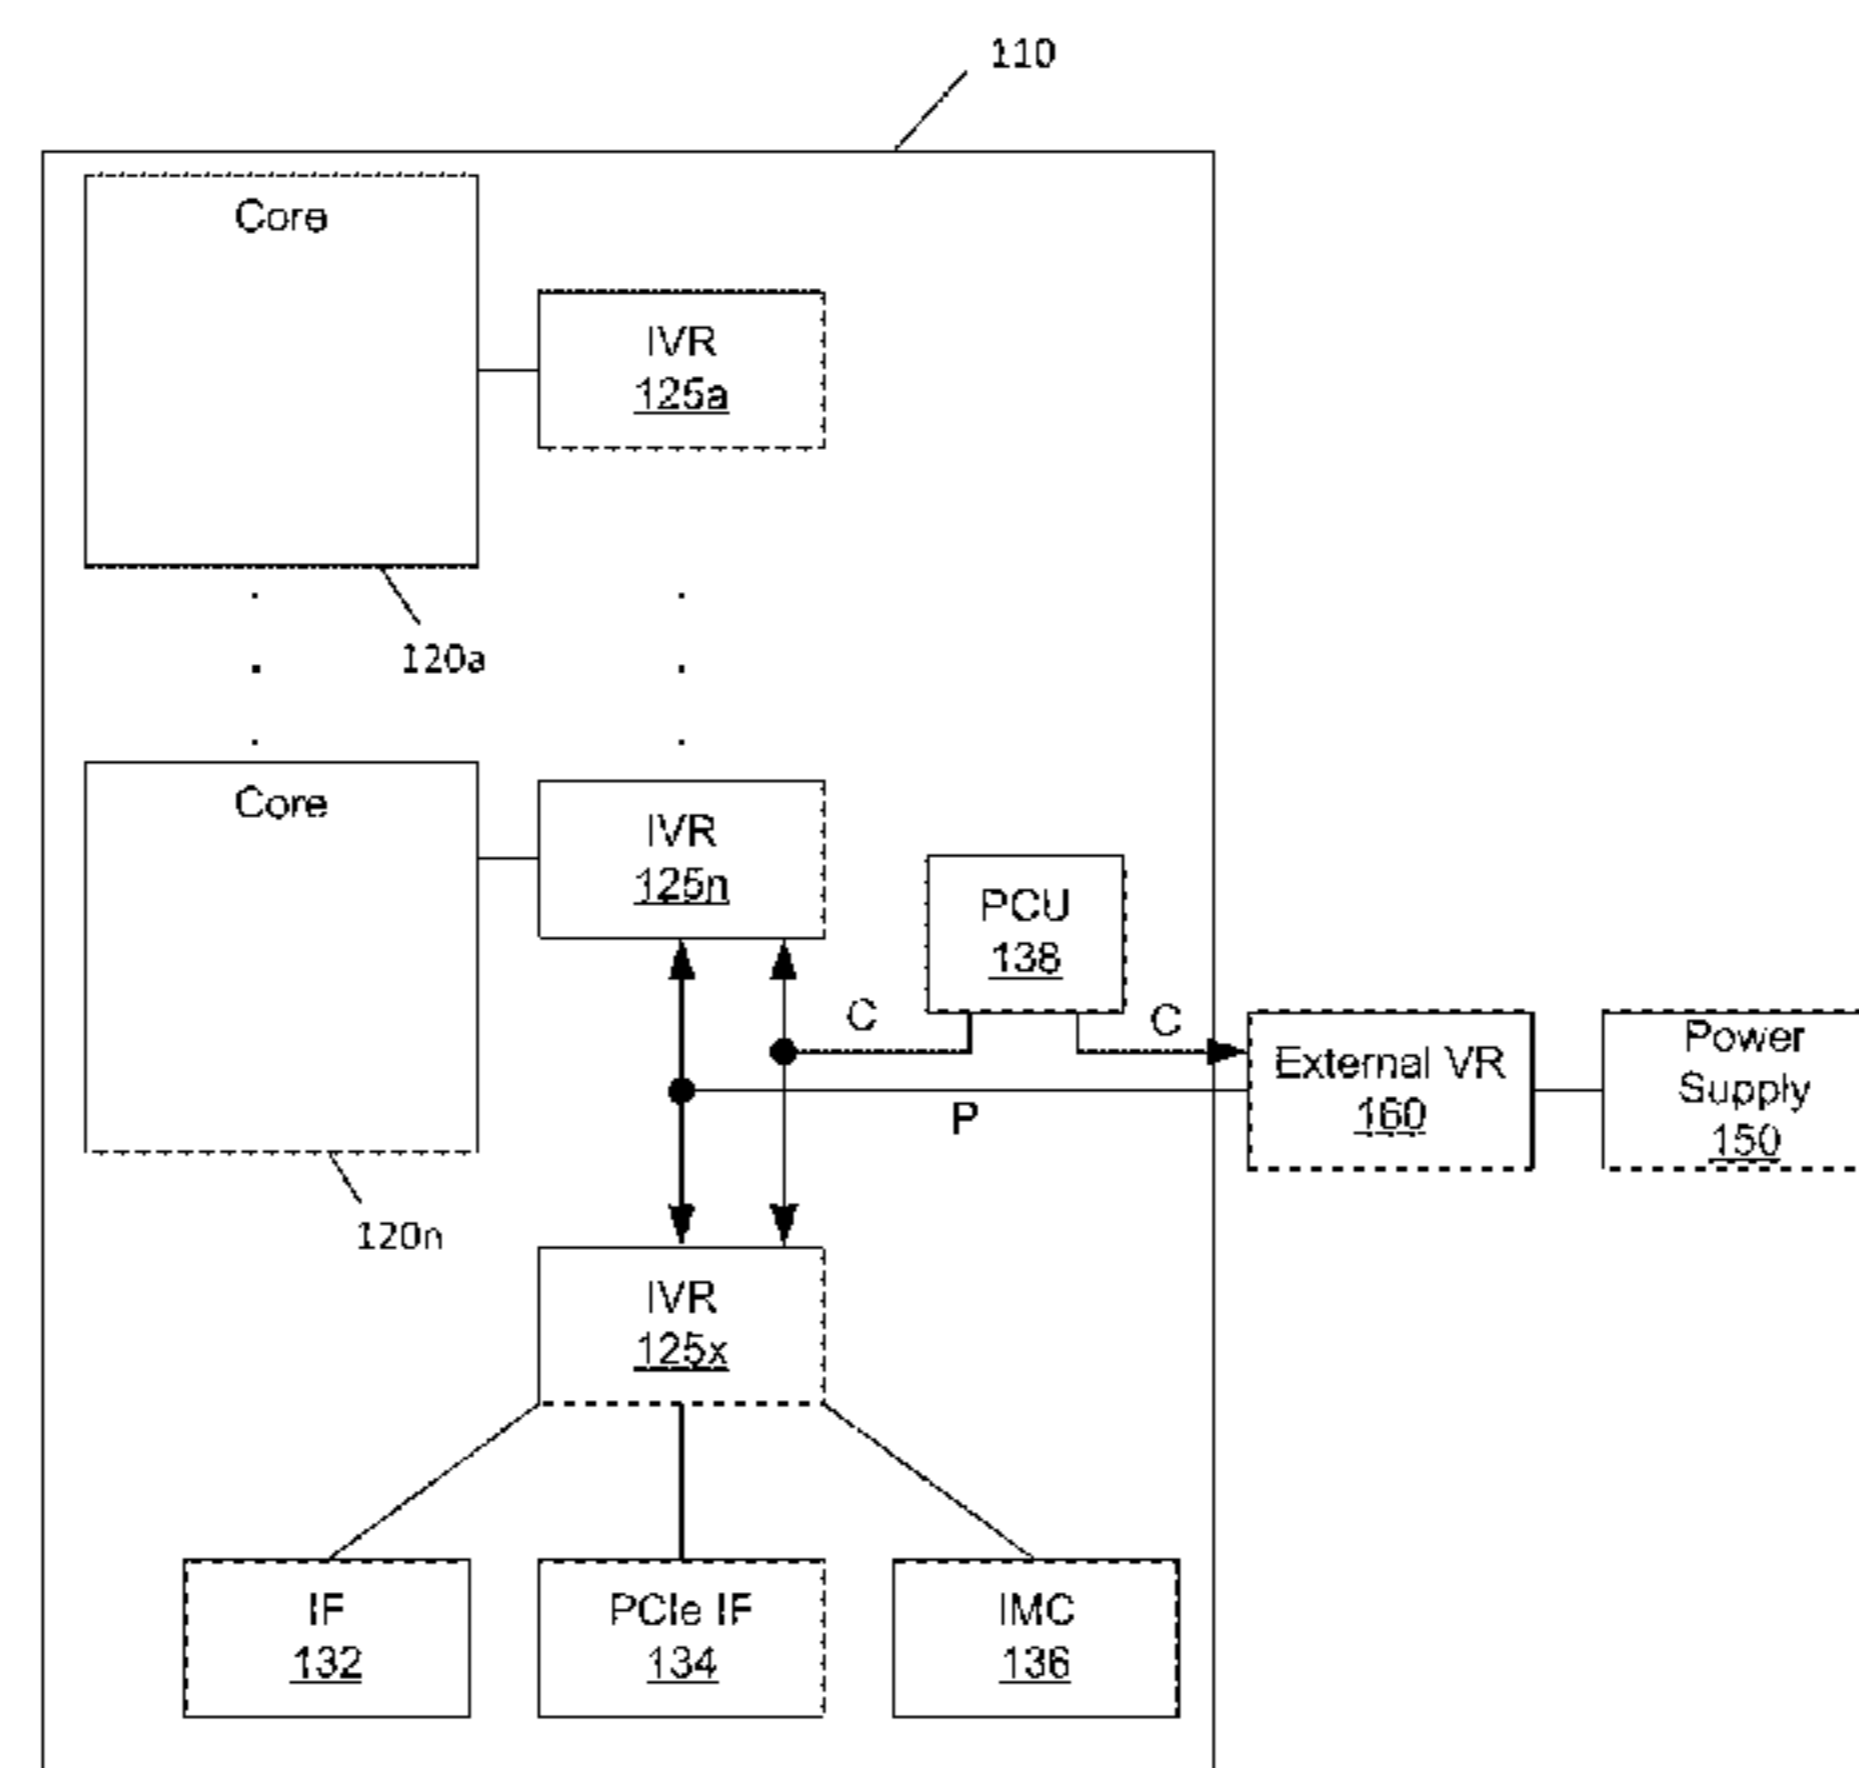 110
Core
IVR
125a
120a
Core
IVR
125n
PCU
138
C
C
External VR
160
Power
Supply
150
P
120n
IVR
125x
IF
132
PCIe IF
134
IMC
136